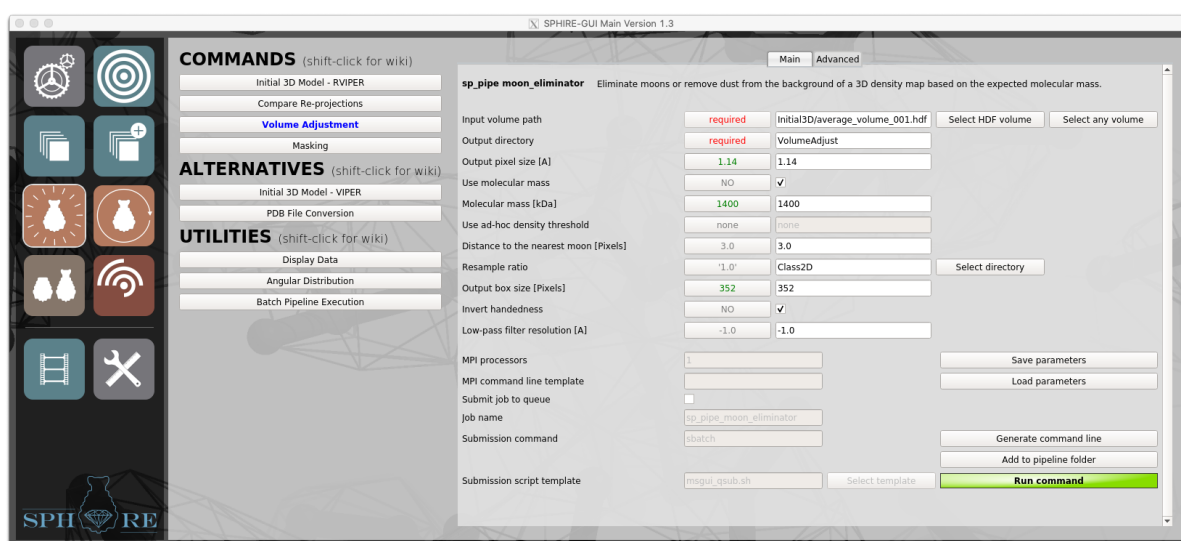 SPHIRE-GUI Main Version 1.3
COMMANDS (shift-click for wiki)
Initial 3D Model - RVIPER
Compare Re-projections
Volume Adjustment
Masking
ALTERNATIVES (shift-click for wiki)
Initial 3D Model - VIPER
PDB File Conversion
UTILITIES (shift-click for wiki)
Display Data
Angular Distribution
Batch Pipeline Execution
SPH RE
Main Advanced
sp_pipe moon_eliminator Eliminate moons or remove dust from the background of a 3D density map based on the expected molecular mass.
Input volume path required Initial3D/average_volume_001.hdf Select HDF volume Select any volume
Output directory required VolumeAdjust
Output pixel size [A] 1.14 1.14
Use molecular mass NO
Molecular mass [kDa] 1400 1400
Use ad-hoc density threshold none none
Distance to the nearest moon [Pixels] 3.0 3.0
Resample ratio '1.0' Class2D Select directory
Output box size [Pixels] 352 352
Invert handedness NO
Low-pass filter resolution [A] -1.0 -1.0
MPI processors 1 Save parameters
MPI command line template Load parameters
Submit job to queue
Job name sp_pipe_moon_eliminator
Submission command sbatch Generate command line
Add to pipeline folder
Submission script template msgui_qsub.sh Select template Run command